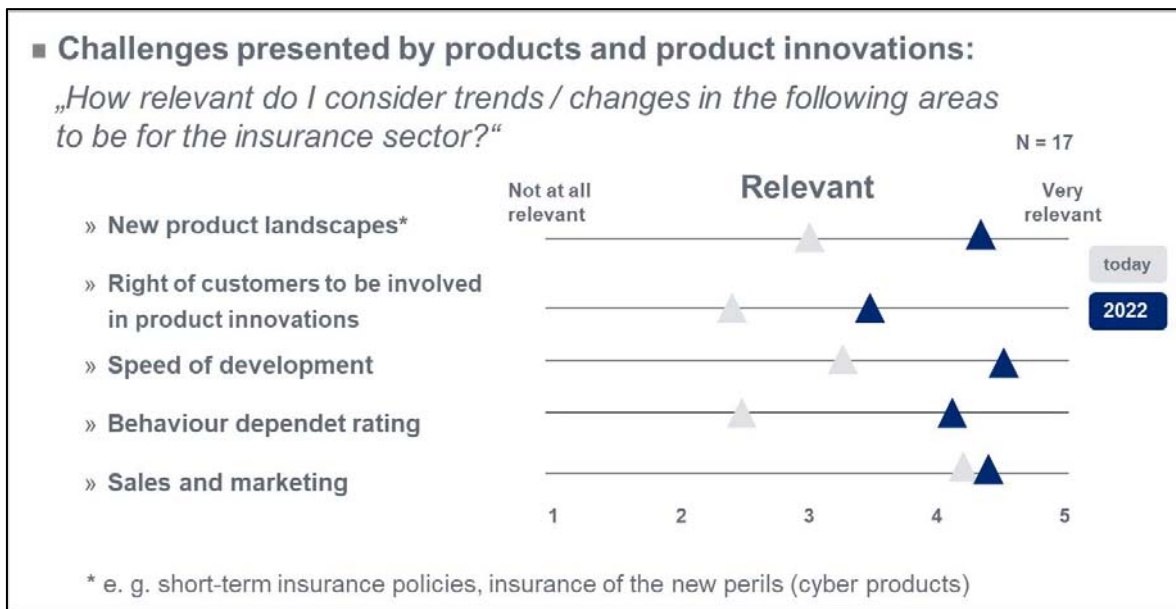 ■ Challenges presented by products and product innovations:
„How relevant do I consider trends / changes in the following areas
to be for the insurance sector?“
N = 17
Not at all
relevant
Relevant
Very
relevant
» New product landscapes*
today
2022
» Right of customers to be involved
in product innovations
» Speed of development
» Behaviour dependet rating
» Sales and marketing
1 2 3 4 5
* e. g. short-term insurance policies, insurance of the new perils (cyber products)